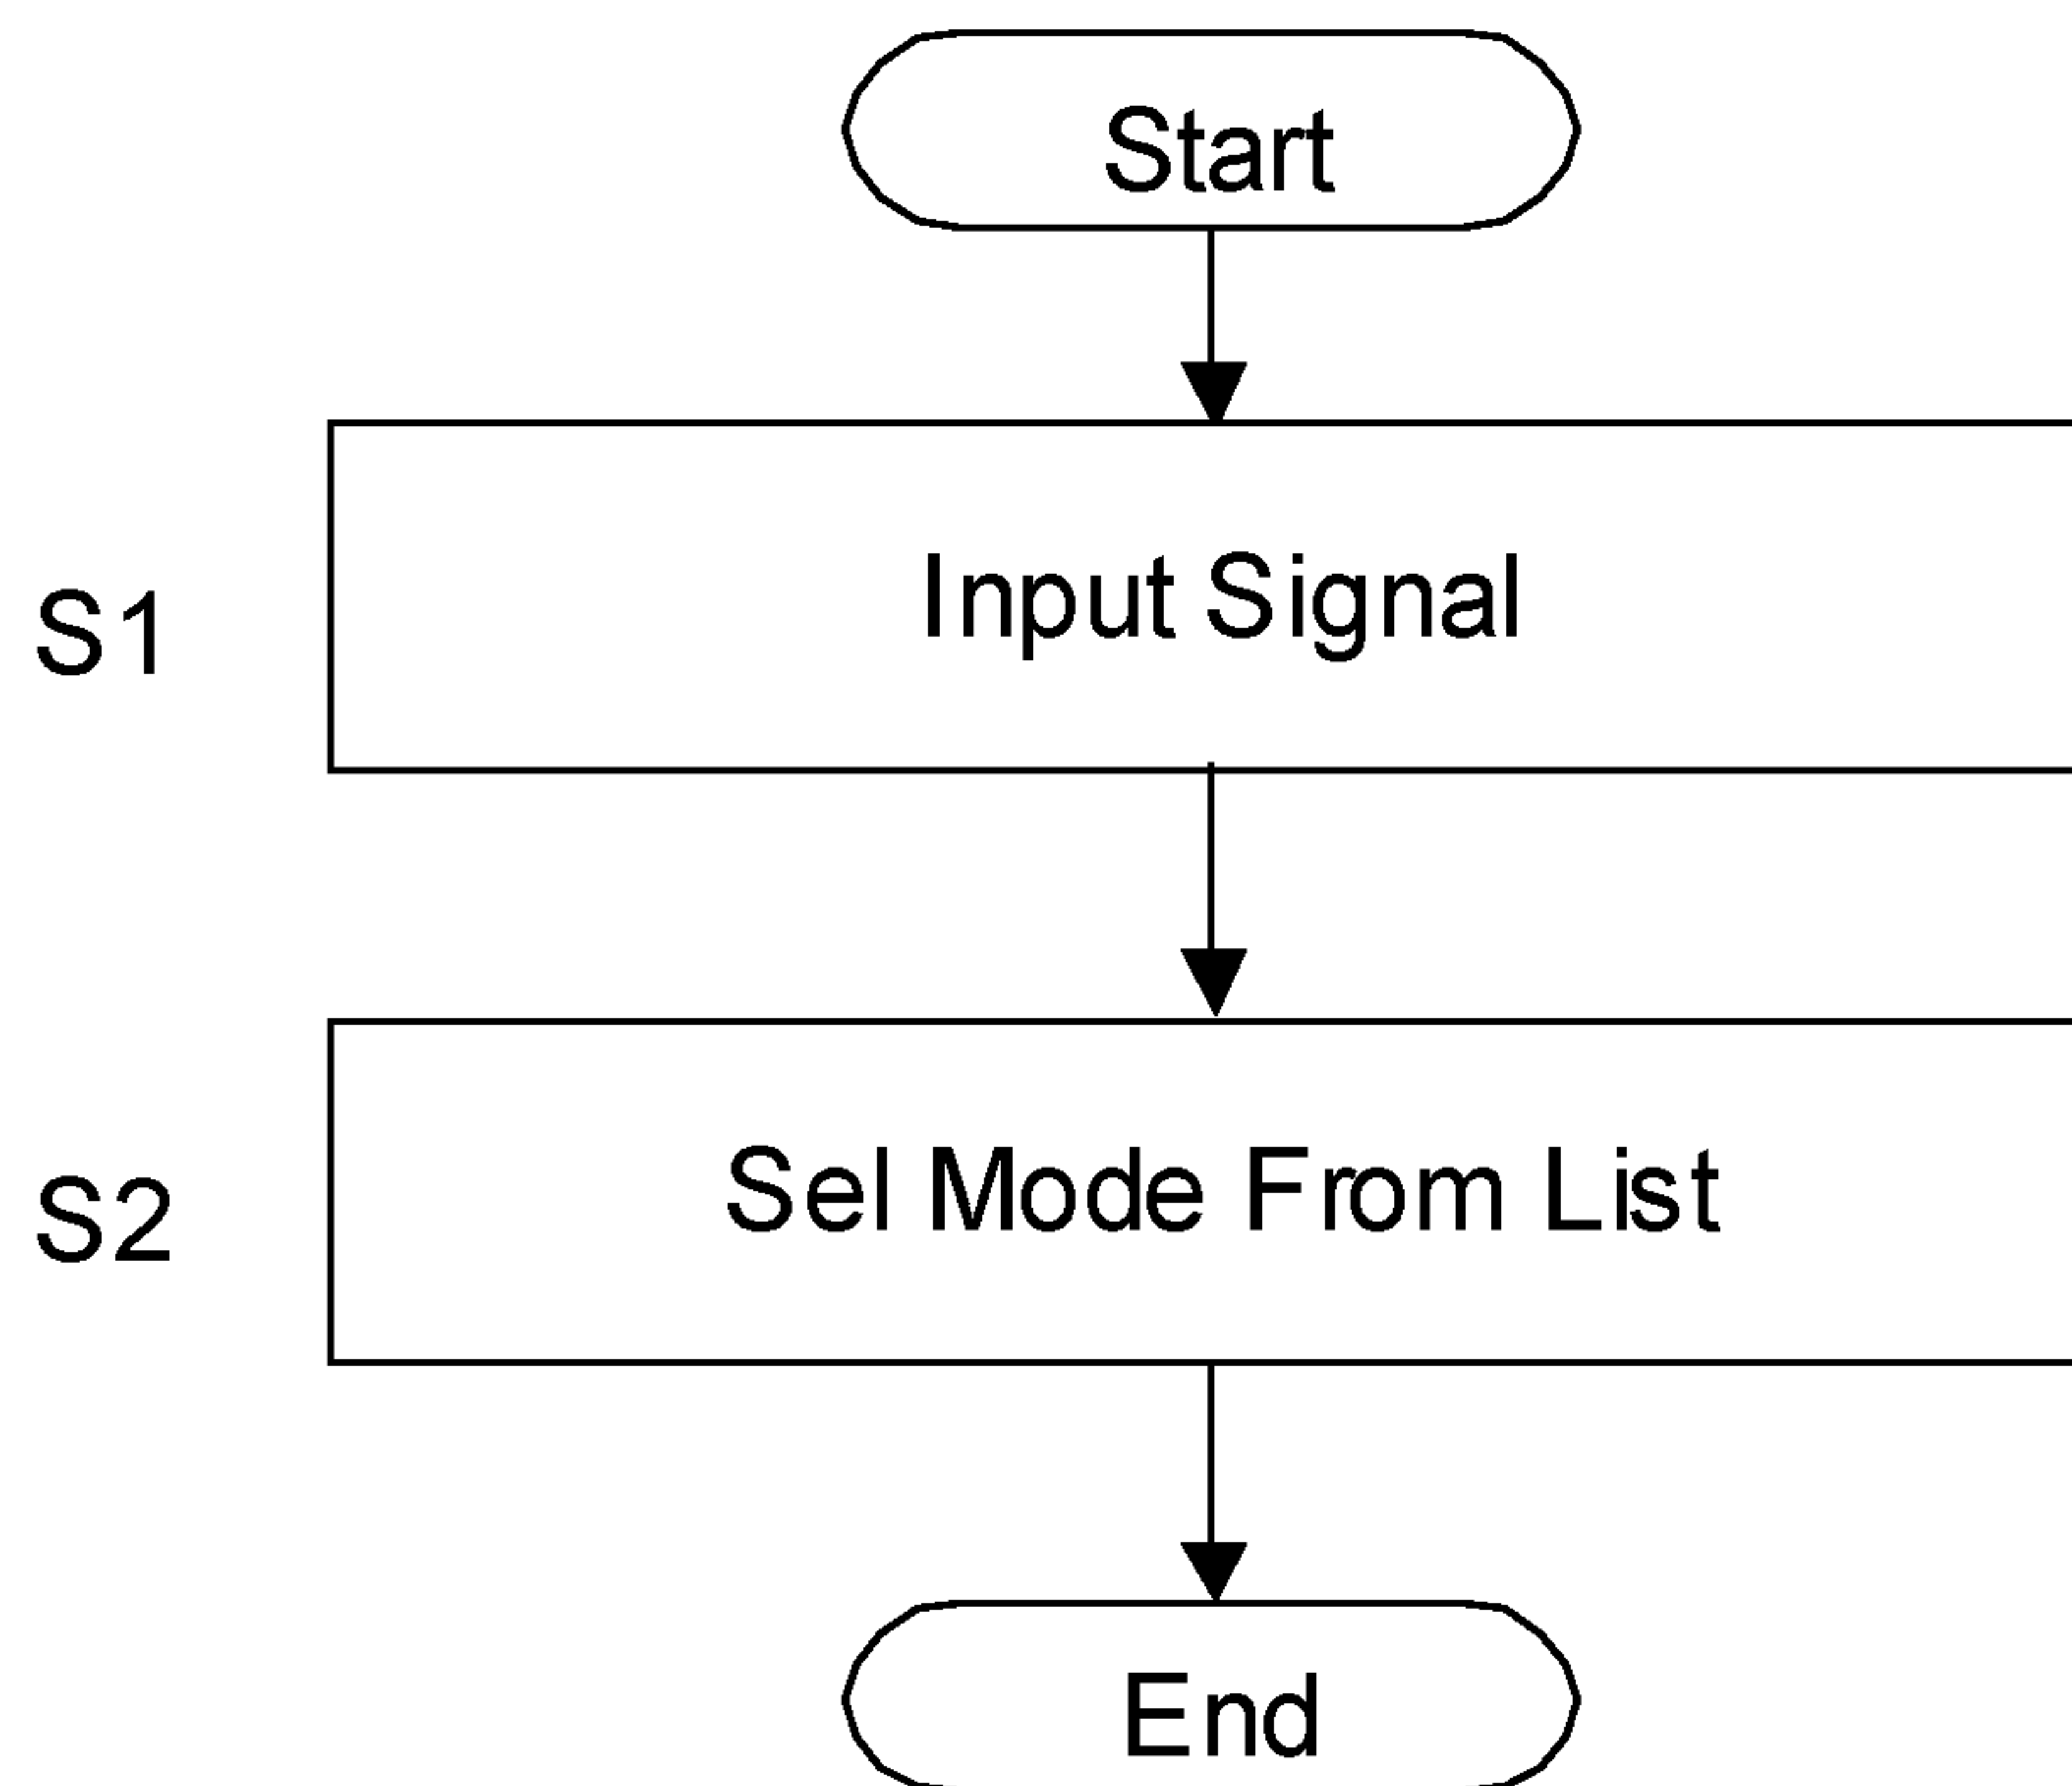 Start
S1
Input Signal
S2
Sel Mode From List
End